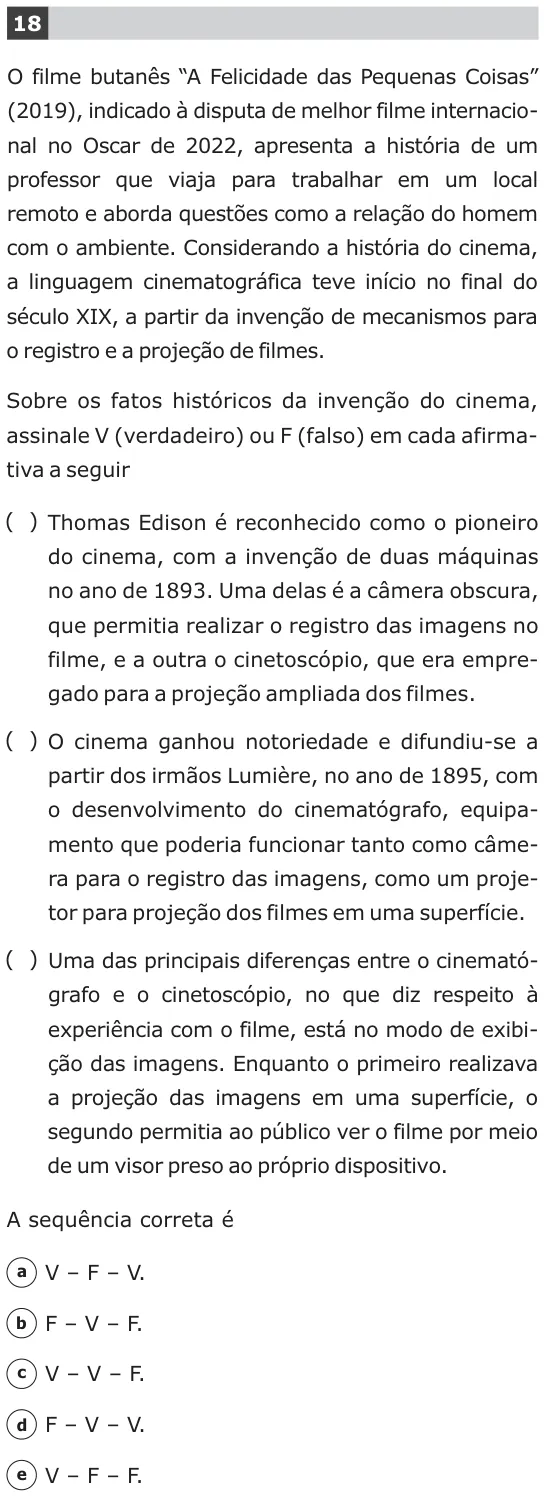 18
O filme butanês “A Felicidade das Pequenas Coisas”
(2019), indicado à disputa de melhor filme internacio-
nal no Oscar de 2022, apresenta a história de um
professor que viaja para trabalhar em um local
remoto e aborda questões como a relação do homem
com o ambiente. Considerando a história do cinema,
a linguagem cinematográfica teve início no final do
século XIX, a partir da invenção de mecanismos para
o registro e a projeção de filmes.
Sobre os fatos históricos da invenção do cinema,
assinale V (verdadeiro) ou F (falso) em cada afirma-
tiva a seguir
( ) Thomas Edison é reconhecido como o pioneiro
do cinema, com a invenção de duas máquinas
no ano de 1893. Uma delas é a câmera obscura,
que permitia realizar o registro das imagens no
filme, e a outra o cinetoscópio, que era empre-
gado para a projeção ampliada dos filmes.
( ) O cinema ganhou notoriedade e difundiu-se a
partir dos irmãos Lumière, no ano de 1895, com
o desenvolvimento do cinematógrafo, equipa-
mento que poderia funcionar tanto como câme-
ra para o registro das imagens, como um proje-
tor para projeção dos filmes em uma superfície.
( ) Uma das principais diferenças entre o cinemató-
grafo e o cinetoscópio, no que diz respeito à
experiência com o filme, está no modo de exibi-
ção das imagens. Enquanto o primeiro realizava
a projeção das imagens em uma superfície, o
segundo permitia ao público ver o filme por meio
de um visor preso ao próprio dispositivo.
A sequência correta é
a V – F – V.
b F – V – F.
c V – V – F.
d F – V – V.
e V – F – F.